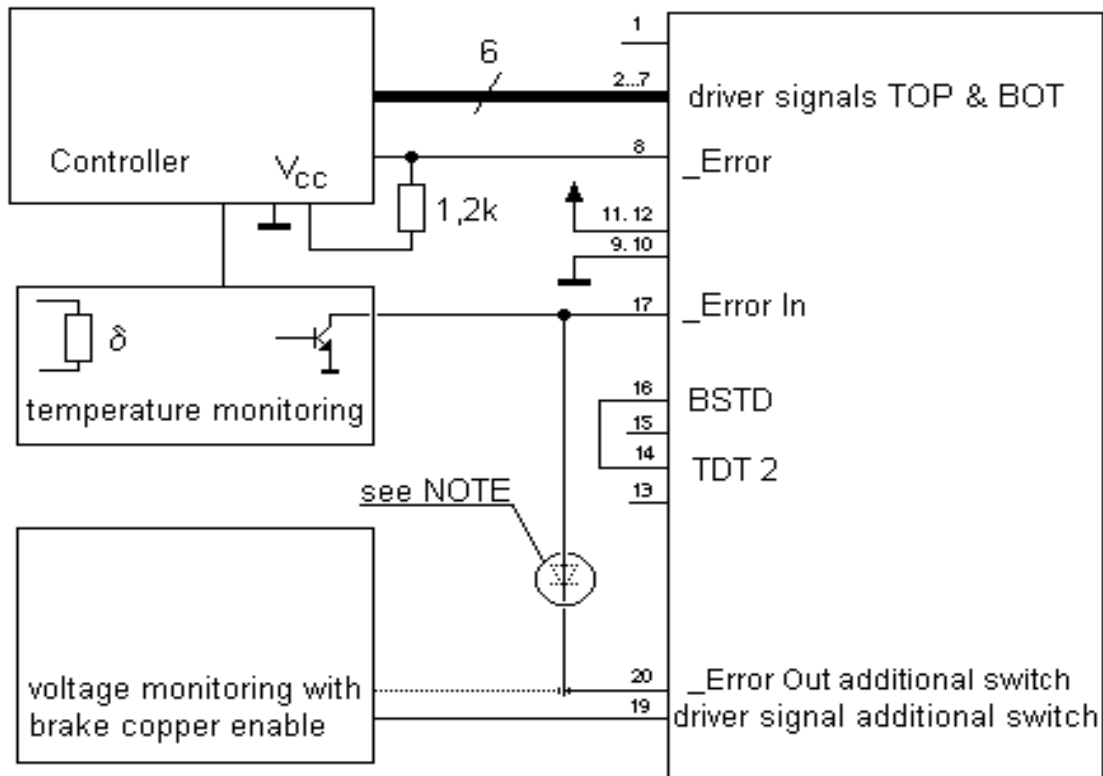 1
6
2...7
driver signals TOP & BOT
8
_Error
Controller
VCC
1,2k
11. 12
9. 10
17
_Error In
δ
temperature monitoring
16
BSTD
15
14
TDT 2
13
see NOTE
20
_Error Out additional switch
voltage monitoring with
brake copper enable
19
driver signal additional switch